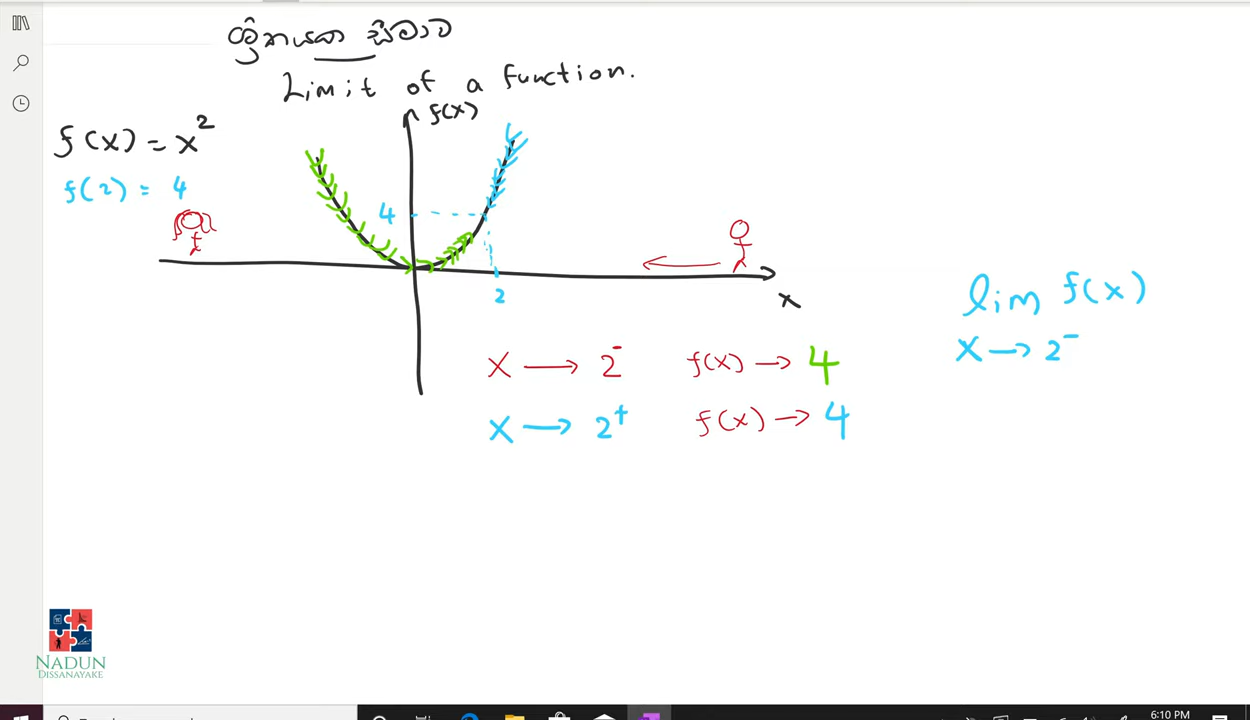 ශ්‍රිතයක සීමාව
Limit of a function.
f(x)
f(x) = x²
f(2) = 4
4
2
x
lim f(x)
x → 2⁻
x → 2⁻ f(x) → 4
x → 2⁺ f(x) → 4
NADUN
DISSANAYAKE
6:10 PM